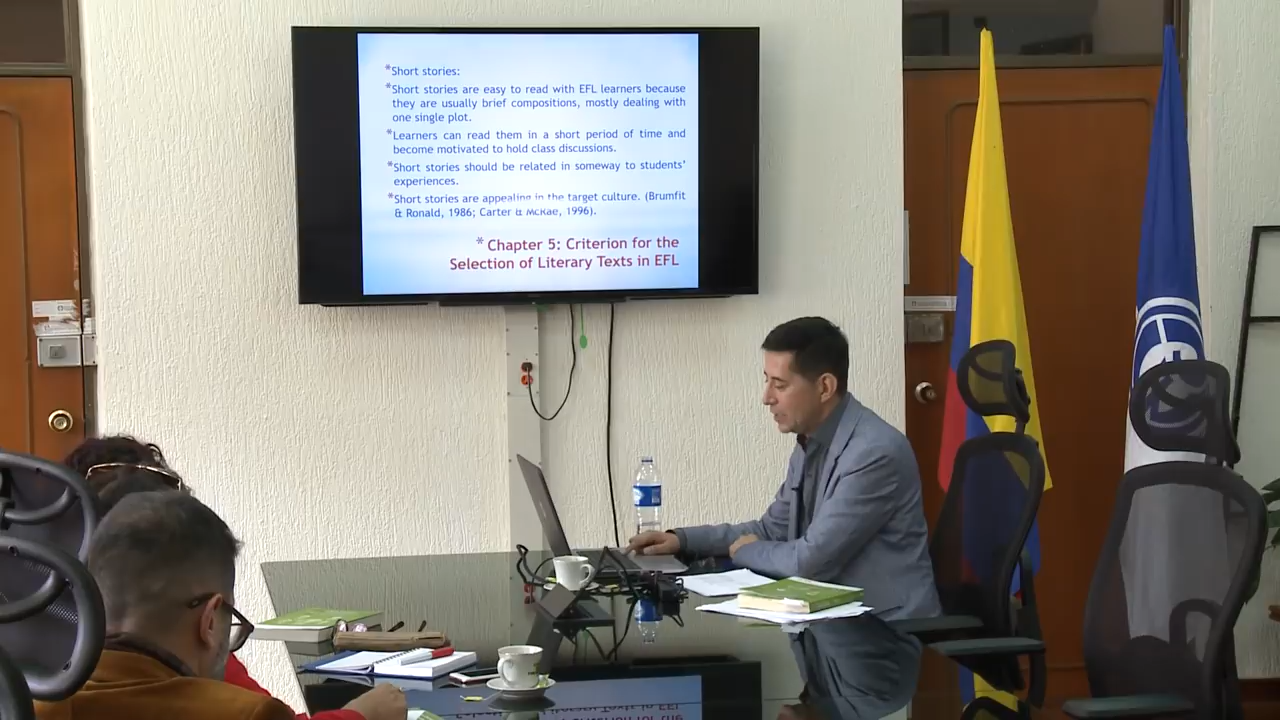 *Short stories:
*Short stories are easy to read with EFL learners because
they are usually brief compositions, mostly dealing with
one single plot.
*Learners can read them in a short period of time and
become motivated to hold class discussions.
*Short stories should be related in someway to students'
experiences.
*Short stories are appealing in the target culture. (Brumfit
& Ronald, 1986; Carter & McRae, 1996).
* Chapter 5: Criterion for the
Selection of Literary Texts in EFL